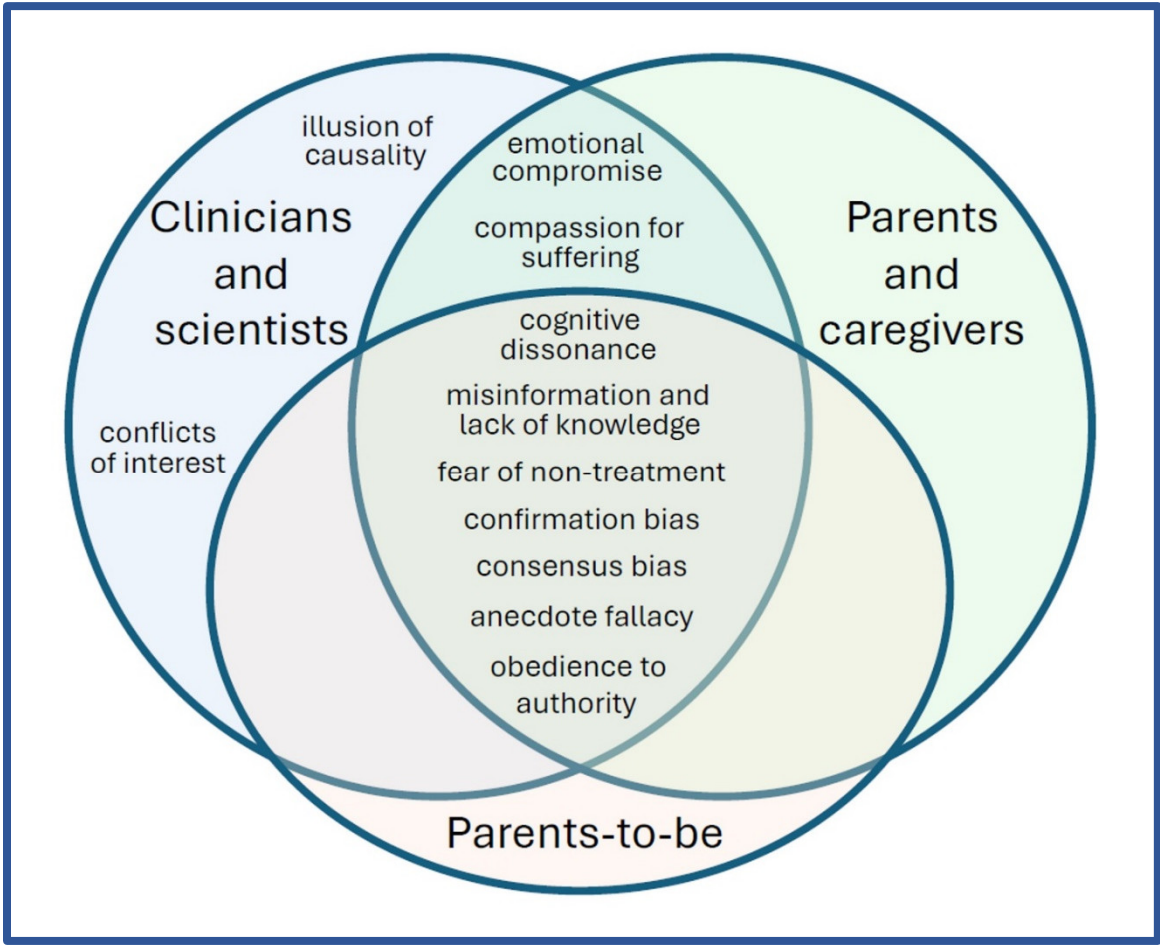 illusion of
causality
Clinicians
and
scientists
conflicts
of interest
emotional
compromise
compassion for
suffering
Parents
and
caregivers
cognitive
dissonance
misinformation and
lack of knowledge
fear of non-treatment
confirmation bias
consensus bias
anecdote fallacy
obedience to
authority
Parents-to-be